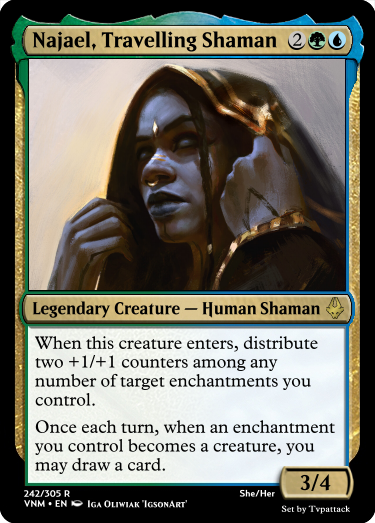 Najael, Travelling Shaman 2
Legendary Creature — Human Shaman
When this creature enters, distribute
two +1/+1 counters among any
number of target enchantments you
control.
Once each turn, when an enchantment
you control becomes a creature, you
may draw a card.
3/4
242/305 R
She/Her
VNM • EN Iga Oliwiak 'IgsonArt'
Set by Tvpattack